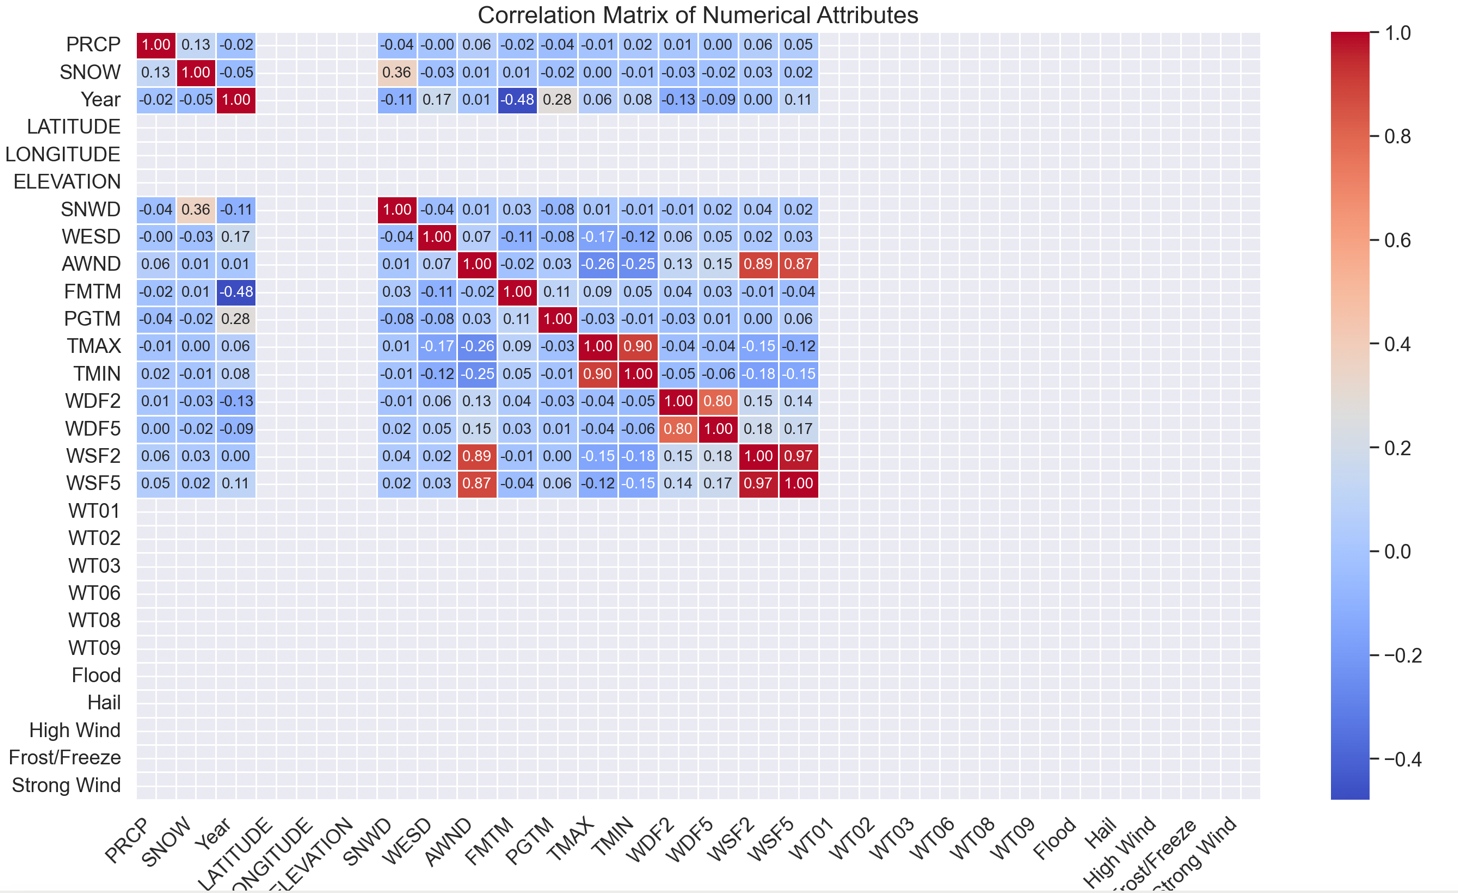 Correlation Matrix of Numerical Attributes
PRCP 1.00 0.13 -0.02 -0.04 -0.00 0.06 -0.02 -0.04 -0.01 0.02 0.01 0.00 0.06 0.05
SNOW 0.13 1.00 -0.05 0.36 -0.03 0.01 0.01 -0.02 0.00 -0.01 -0.03 -0.02 0.03 0.02
Year -0.02 -0.05 1.00 -0.11 0.17 0.01 -0.48 0.28 0.06 0.08 -0.13 -0.09 0.00 0.11
LATITUDE
LONGITUDE
ELEVATION
SNWD -0.04 0.36 -0.11 1.00 -0.04 0.01 0.03 -0.08 0.01 -0.01 -0.01 0.02 0.04 0.02
WESD -0.00 -0.03 0.17 -0.04 1.00 0.07 -0.11 -0.08 -0.17 -0.12 0.06 0.05 0.02 0.03
AWND 0.06 0.01 0.01 0.01 0.07 1.00 -0.02 0.03 -0.26 -0.25 0.13 0.15 0.89 0.87
FMTM -0.02 0.01 -0.48 0.03 -0.11 -0.02 1.00 0.11 0.09 0.05 0.04 0.03 -0.01 -0.04
PGTM -0.04 -0.02 0.28 -0.08 -0.08 0.03 0.11 1.00 -0.03 -0.01 -0.03 0.01 0.00 0.06
TMAX -0.01 0.00 0.06 0.01 -0.17 -0.26 0.09 -0.03 1.00 0.90 -0.04 -0.04 -0.15 -0.12
TMIN 0.02 -0.01 0.08 -0.01 -0.12 -0.25 0.05 -0.01 0.90 1.00 -0.05 -0.06 -0.18 -0.15
WDF2 0.01 -0.03 -0.13 -0.01 0.06 0.13 0.04 -0.03 -0.04 -0.05 1.00 0.80 0.15 0.14
WDF5 0.00 -0.02 -0.09 0.02 0.05 0.15 0.03 0.01 -0.04 -0.06 0.80 1.00 0.18 0.17
WSF2 0.06 0.03 0.00 0.04 0.02 0.89 -0.01 0.00 -0.15 -0.18 0.15 0.18 1.00 0.97
WSF5 0.05 0.02 0.11 0.02 0.03 0.87 -0.04 0.06 -0.12 -0.15 0.14 0.17 0.97 1.00
WT01
WT02
WT03
WT06
WT08
WT09
Flood
Hail
High Wind
Frost/Freeze
Strong Wind
PRCP
SNOW
Year
LATITUDE
ONGITUDE
ELEVATION
SNWD
WESD
AWND
FMTM
PGTM
TMAX
TMIN
WDF2
WDF5
WSF2
WSF5
WT01
WT02
WT03
WT06
WT08
WT09
Flood
Hail
High Wind
rost/Freeze
Strong Wind
1.0
0.8
0.6
0.4
0.2
0.0
−0.2
−0.4